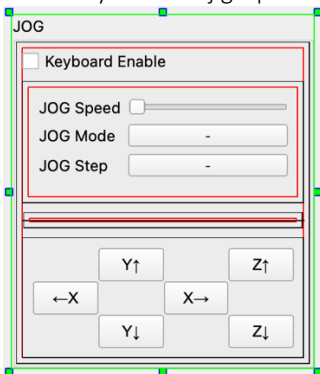 JOG
Keyboard Enable
JOG Speed
JOG Mode -
JOG Step -
Y↑ Z↑
←X X→
Y↓ Z↓